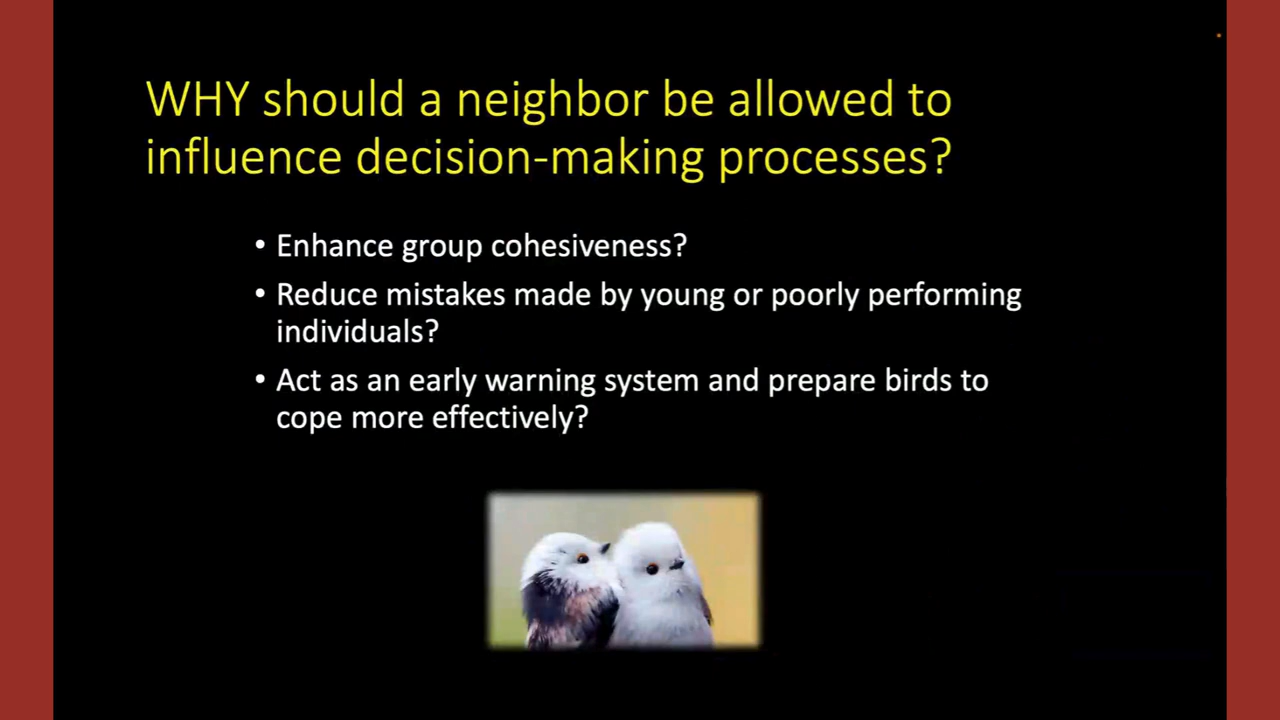 WHY should a neighbor be allowed to
influence decision-making processes?
• Enhance group cohesiveness?
• Reduce mistakes made by young or poorly performing
individuals?
• Act as an early warning system and prepare birds to
cope more effectively?